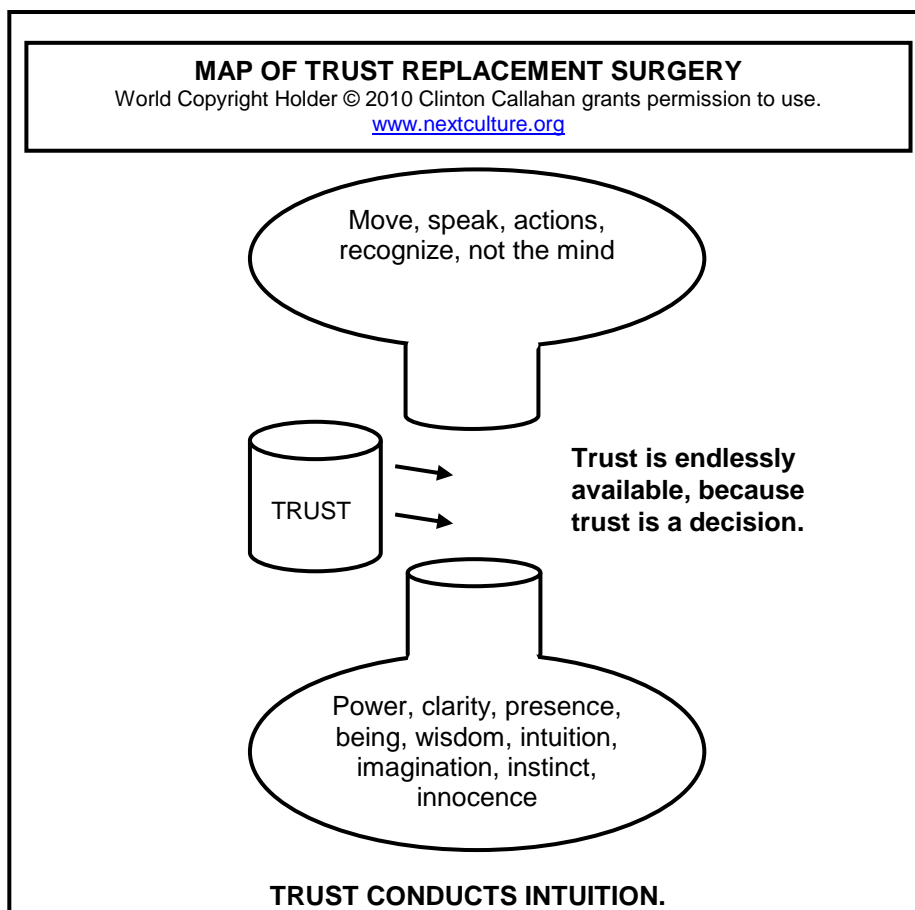 MAP OF TRUST REPLACEMENT SURGERY
World Copyright Holder © 2010 Clinton Callahan grants permission to use.
www.nextculture.org
Move, speak, actions,
recognize, not the mind
TRUST
Trust is endlessly
available, because
trust is a decision.
Power, clarity, presence,
being, wisdom, intuition,
imagination, instinct,
innocence
TRUST CONDUCTS INTUITION.